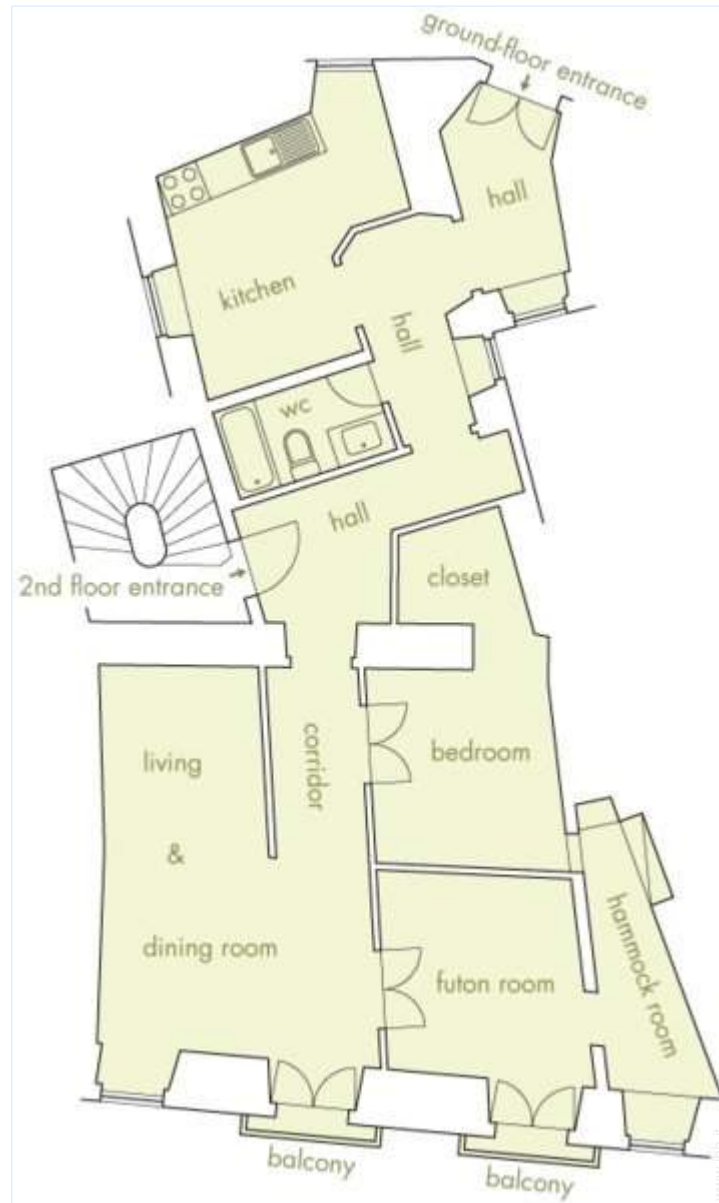 ground-floor entrance
hall
kitchen
hall
wc
hall
2nd floor entrance
closet
living
&
dining room
corridor
bedroom
hammock room
futon room
balcony
balcony